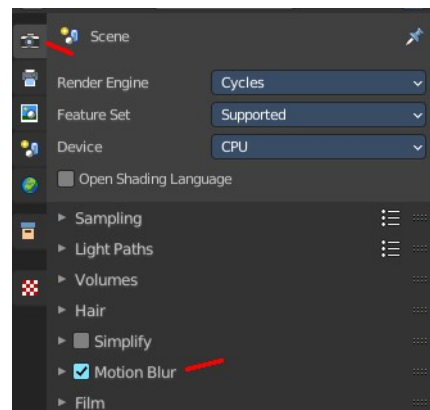 Scene
Render Engine Cycles
Feature Set Supported
Device CPU
Open Shading Language
Sampling
Light Paths
Volumes
Hair
Simplify
Motion Blur
Film